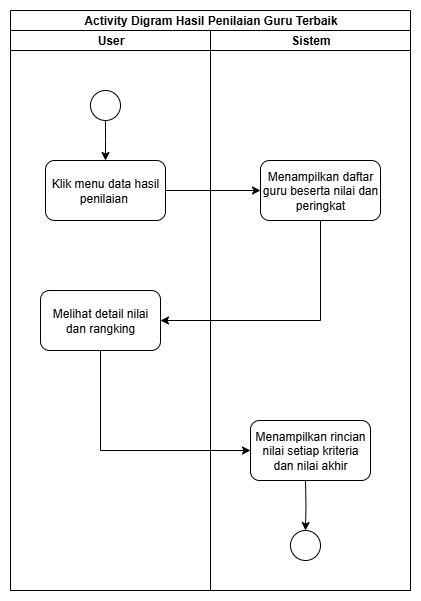 Activity Digram Hasil Penilaian Guru Terbaik
User
Sistem
Klik menu data hasil
penilaian
Menampilkan daftar
guru beserta nilai dan
peringkat
Melihat detail nilai
dan rangking
Menampilkan rincian
nilai setiap kriteria
dan nilai akhir